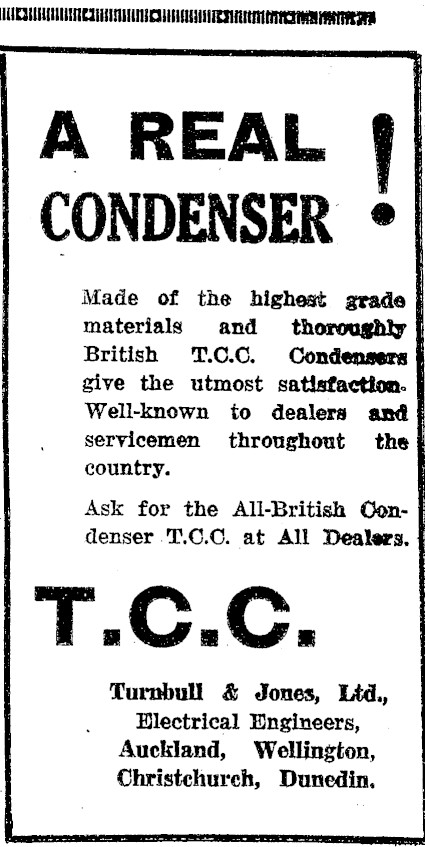 A REAL
CONDENSER !
Made of the highest grade
materials and thoroughly
British T.C.C. Condensers
give the utmost satisfaction.
Well-known to dealers and
servicemen throughout the
country.
Ask for the All-British Con-
denser T.C.C. at All Dealers.
T.C.C.
Turnbull & Jones, Ltd.,
Electrical Engineers,
Auckland, Wellington,
Christchurch, Dunedin.